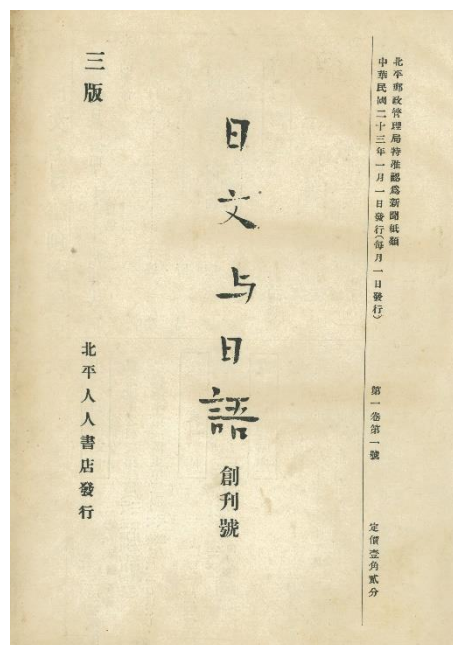 北平郵政管理局特准認爲新聞紙類
中華民國二十三年一月一日發行(每月一日發行)
第一卷第一號
定價壹角貳分
日文与日語
創刊號
三版
北平人人書店發行